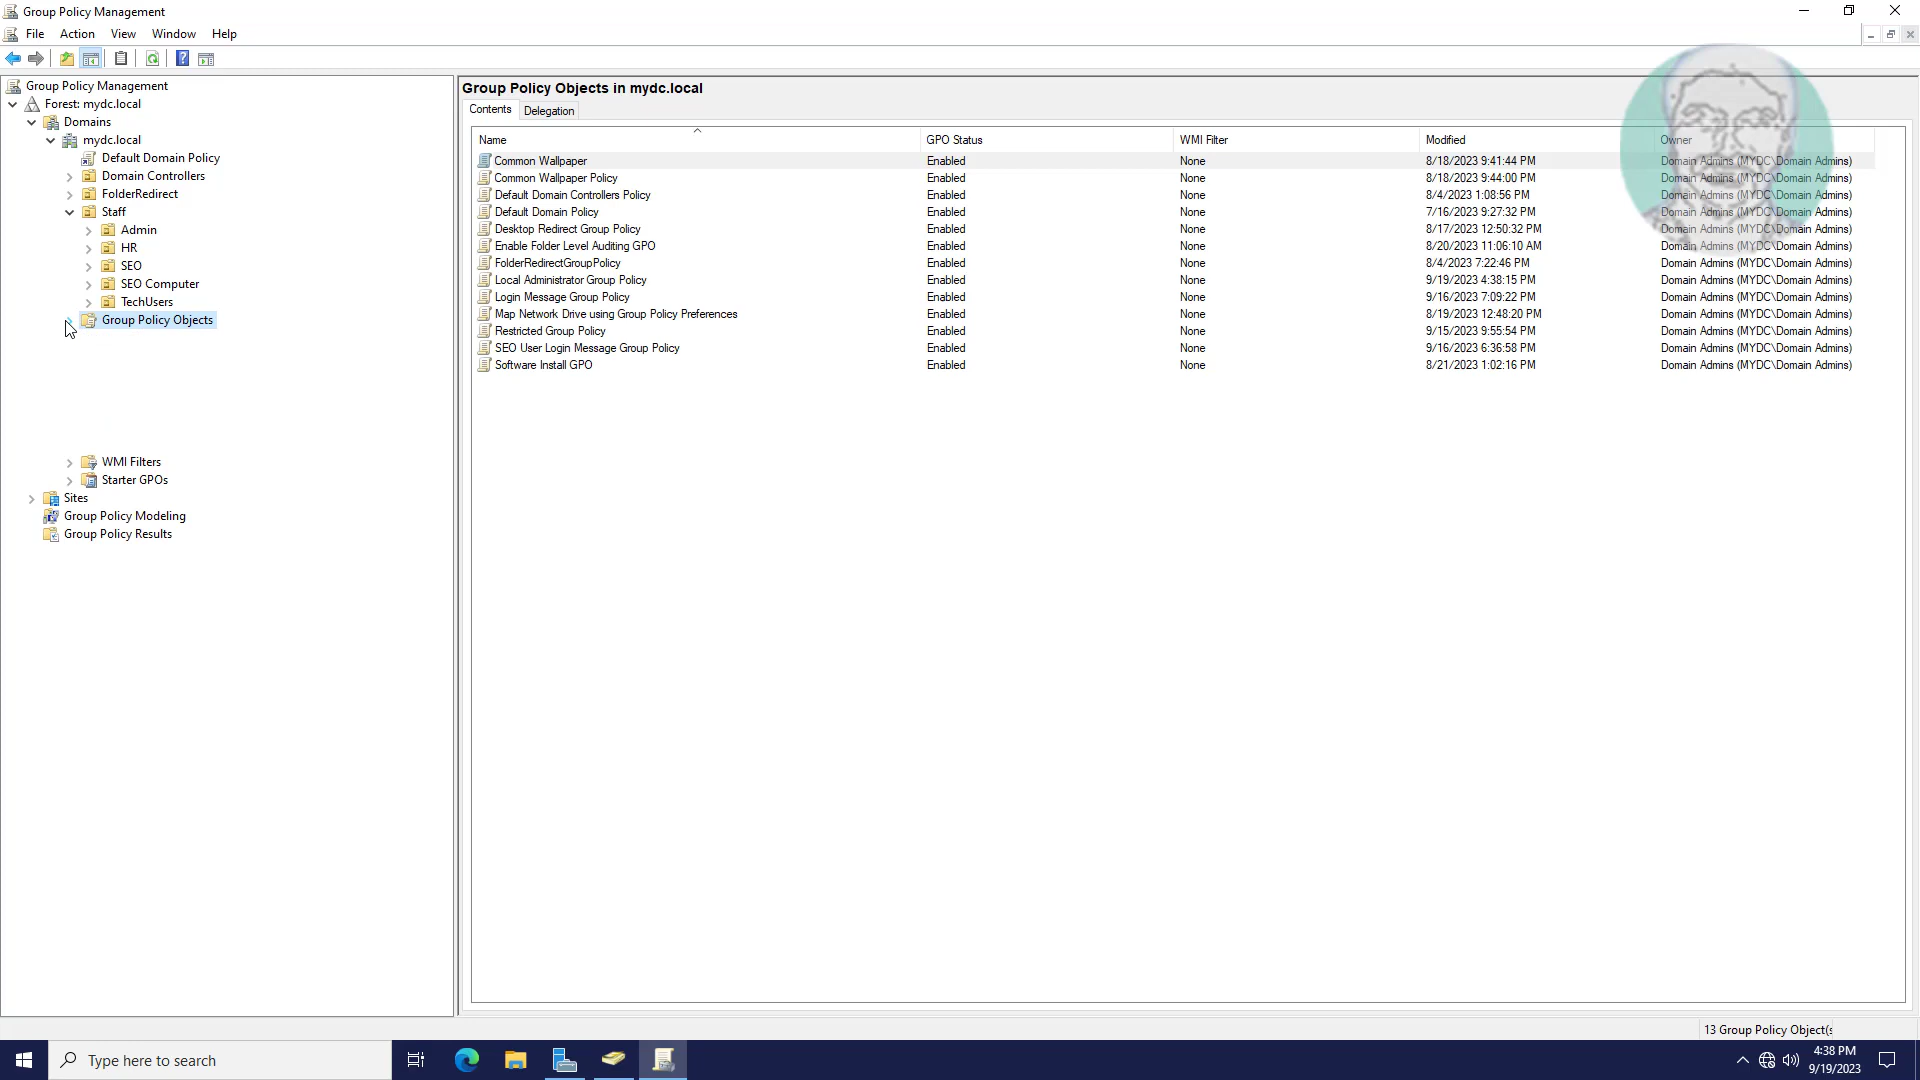 Group Policy Management
File Action View Window Help
Group Policy Management
Forest: mydc.local
Domains
mydc.local
Default Domain Policy
Domain Controllers
FolderRedirect
Staff
Admin
HR
SEO
SEO Computer
TechUsers
Group Policy Objects
WMI Filters
Starter GPOs
Sites
Group Policy Modeling
Group Policy Results
Group Policy Objects in mydc.local
Contents Delegation
Name GPO Status WMI Filter Modified Owner
Common Wallpaper Enabled None 8/18/2023 9:41:44 PM Domain Admins (MYDC\Domain Admins)
Common Wallpaper Policy Enabled None 8/18/2023 9:44:00 PM Domain Admins (MYDC\Domain Admins)
Default Domain Controllers Policy Enabled None 8/4/2023 1:08:56 PM Domain Admins (MYDC\Domain Admins)
Default Domain Policy Enabled None 7/16/2023 9:27:32 PM Domain Admins (MYDC\Domain Admins)
Desktop Redirect Group Policy Enabled None 8/17/2023 12:50:32 PM Domain Admins (MYDC\Domain Admins)
Enable Folder Level Auditing GPO Enabled None 8/20/2023 11:06:10 AM Domain Admins (MYDC\Domain Admins)
FolderRedirectGroupPolicy Enabled None 8/4/2023 7:22:46 PM Domain Admins (MYDC\Domain Admins)
Local Administrator Group Policy Enabled None 9/19/2023 4:38:15 PM Domain Admins (MYDC\Domain Admins)
Login Message Group Policy Enabled None 9/16/2023 7:09:22 PM Domain Admins (MYDC\Domain Admins)
Map Network Drive using Group Policy Preferences Enabled None 8/19/2023 12:48:20 PM Domain Admins (MYDC\Domain Admins)
Restricted Group Policy Enabled None 9/15/2023 9:55:54 PM Domain Admins (MYDC\Domain Admins)
SEO User Login Message Group Policy Enabled None 9/16/2023 6:36:58 PM Domain Admins (MYDC\Domain Admins)
Software Install GPO Enabled None 8/21/2023 1:02:16 PM Domain Admins (MYDC\Domain Admins)
13 Group Policy Object(s
Type here to search
4:38 PM
9/19/2023